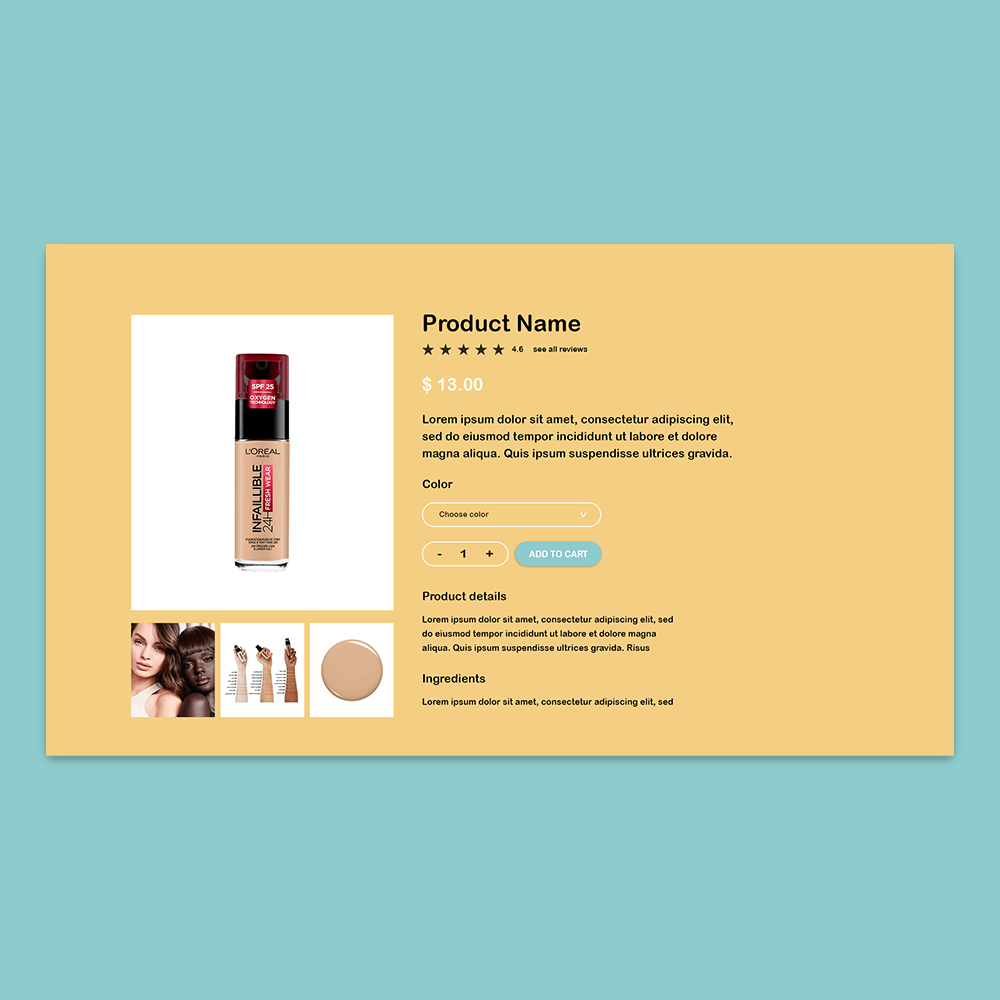 SPF 25
OXYGEN
TECHNOLOGY
L'ORÉAL
PARIS
INFAILLIBLE
24H FRESH WEAR
Product Name
4.6 see all reviews
$ 13.00
Lorem ipsum dolor sit amet, consectetur adipiscing elit,
sed do eiusmod tempor incididunt ut labore et dolore
magna aliqua. Quis ipsum suspendisse ultrices gravida.
Color
Choose color
- 1 +
ADD TO CART
Product details
Lorem ipsum dolor sit amet, consectetur adipiscing elit, sed
do eiusmod tempor incididunt ut labore et dolore magna
aliqua. Quis ipsum suspendisse ultrices gravida. Risus
Ingredients
Lorem ipsum dolor sit amet, consectetur adipiscing elit, sed